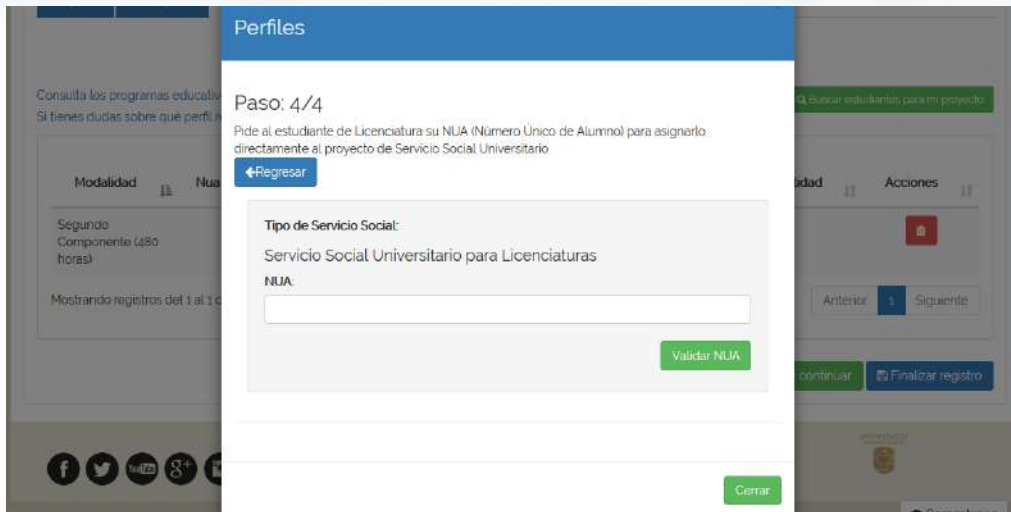 Perfiles
Consulta los programas educativ
Si tienes dudas sobre qué perfil r
Paso: 4/4
Pide al estudiante de Licenciatura su NUA (Número Único de Alumno) para asignarlo
directamente al proyecto de Servicio Social Universitario
Regresar
Buscar estudiantes para mi proyecto
Modalidad
Nua
idad
Acciones
Segundo
Componente (480
horas)
Tipo de Servicio Social:
Servicio Social Universitario para Licenciaturas
NUA:
Mostrando registros del 1 al 1 d
Anterior 1 Siguiente
Validar NUA
continuar
Finalizar registro
f YouTube g+
Cerrar